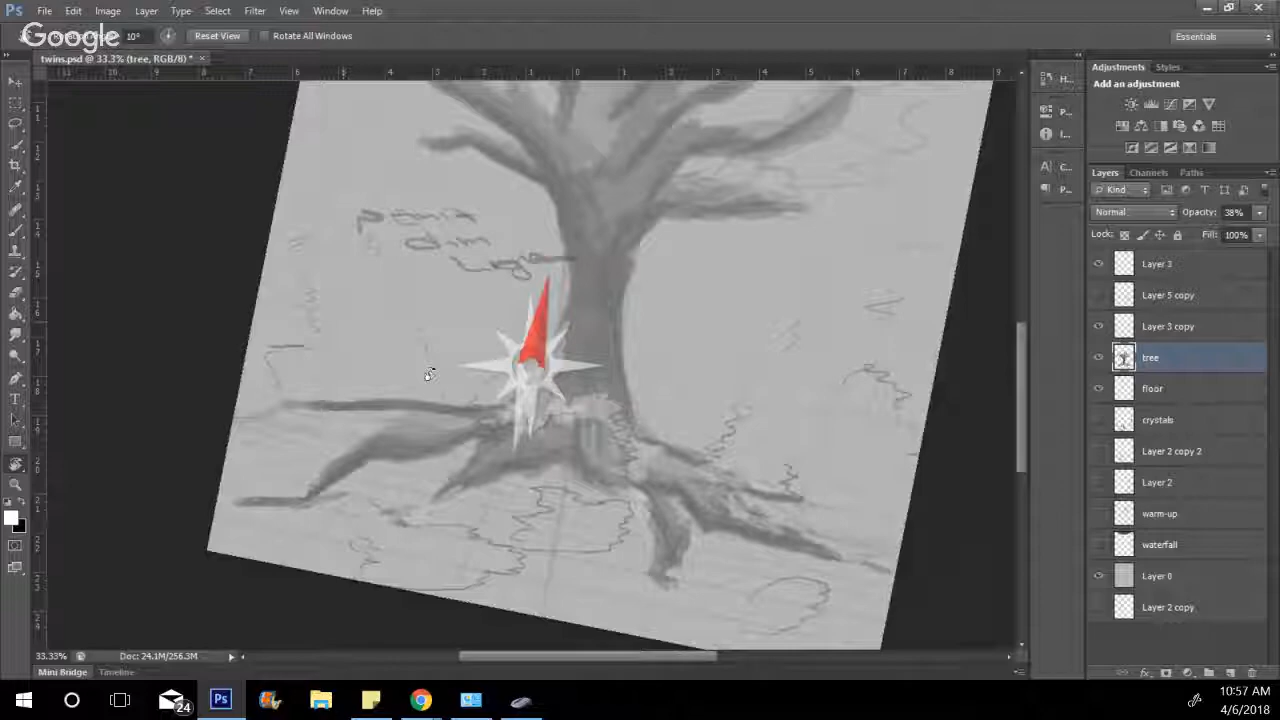 Ps File Edit Image Layer Type Select Filter View Window Help
Google
10° Reset View Rotate All Windows Essentials
twins.psd @ 33.3% (tree, RGB/8) * ×
Adjustments Styles
Add an adjustment
Layers Channels Paths
Kind
Normal Opacity: 38%
Lock: Fill: 100%
Layer 3
Layer 5 copy
Layer 3 copy
tree
floor
crystals
Layer 2 copy 2
Layer 2
warm-up
waterfall
Layer 0
Layer 2 copy
H...
P...
I...
C...
P...
33.33% Doc: 24.1M/256.3M
Mini Bridge Timeline
24
Ps
10:57 AM
4/6/2018